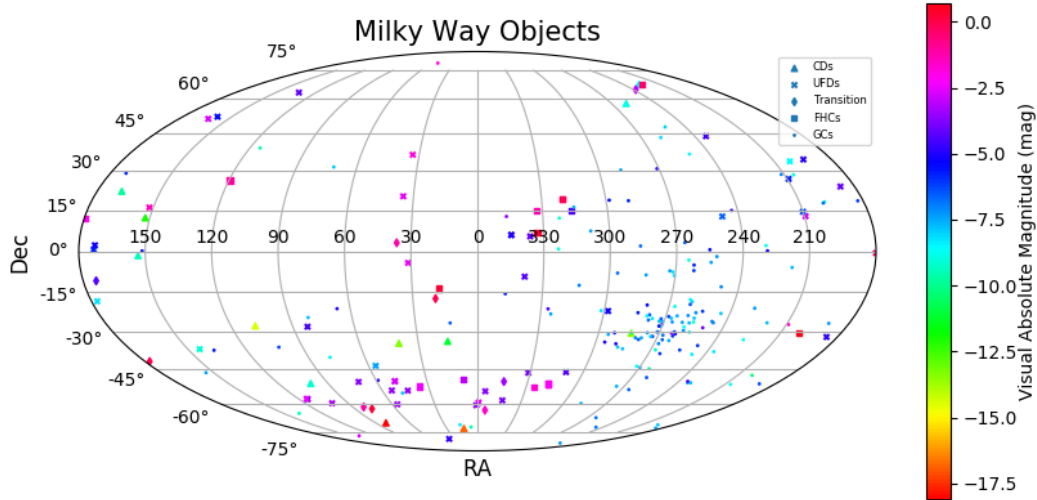 Milky Way Objects
75°
60°
45°
30°
15°
0°
-15°
-30°
-45°
-60°
-75°
Dec
150 120 90 60 30 0 330 300 270 240 210
RA
CDs
UFDs
Transition
FHCs
GCs
0.0
−2.5
−5.0
−7.5
−10.0
−12.5
−15.0
−17.5
Visual Absolute Magnitude (mag)